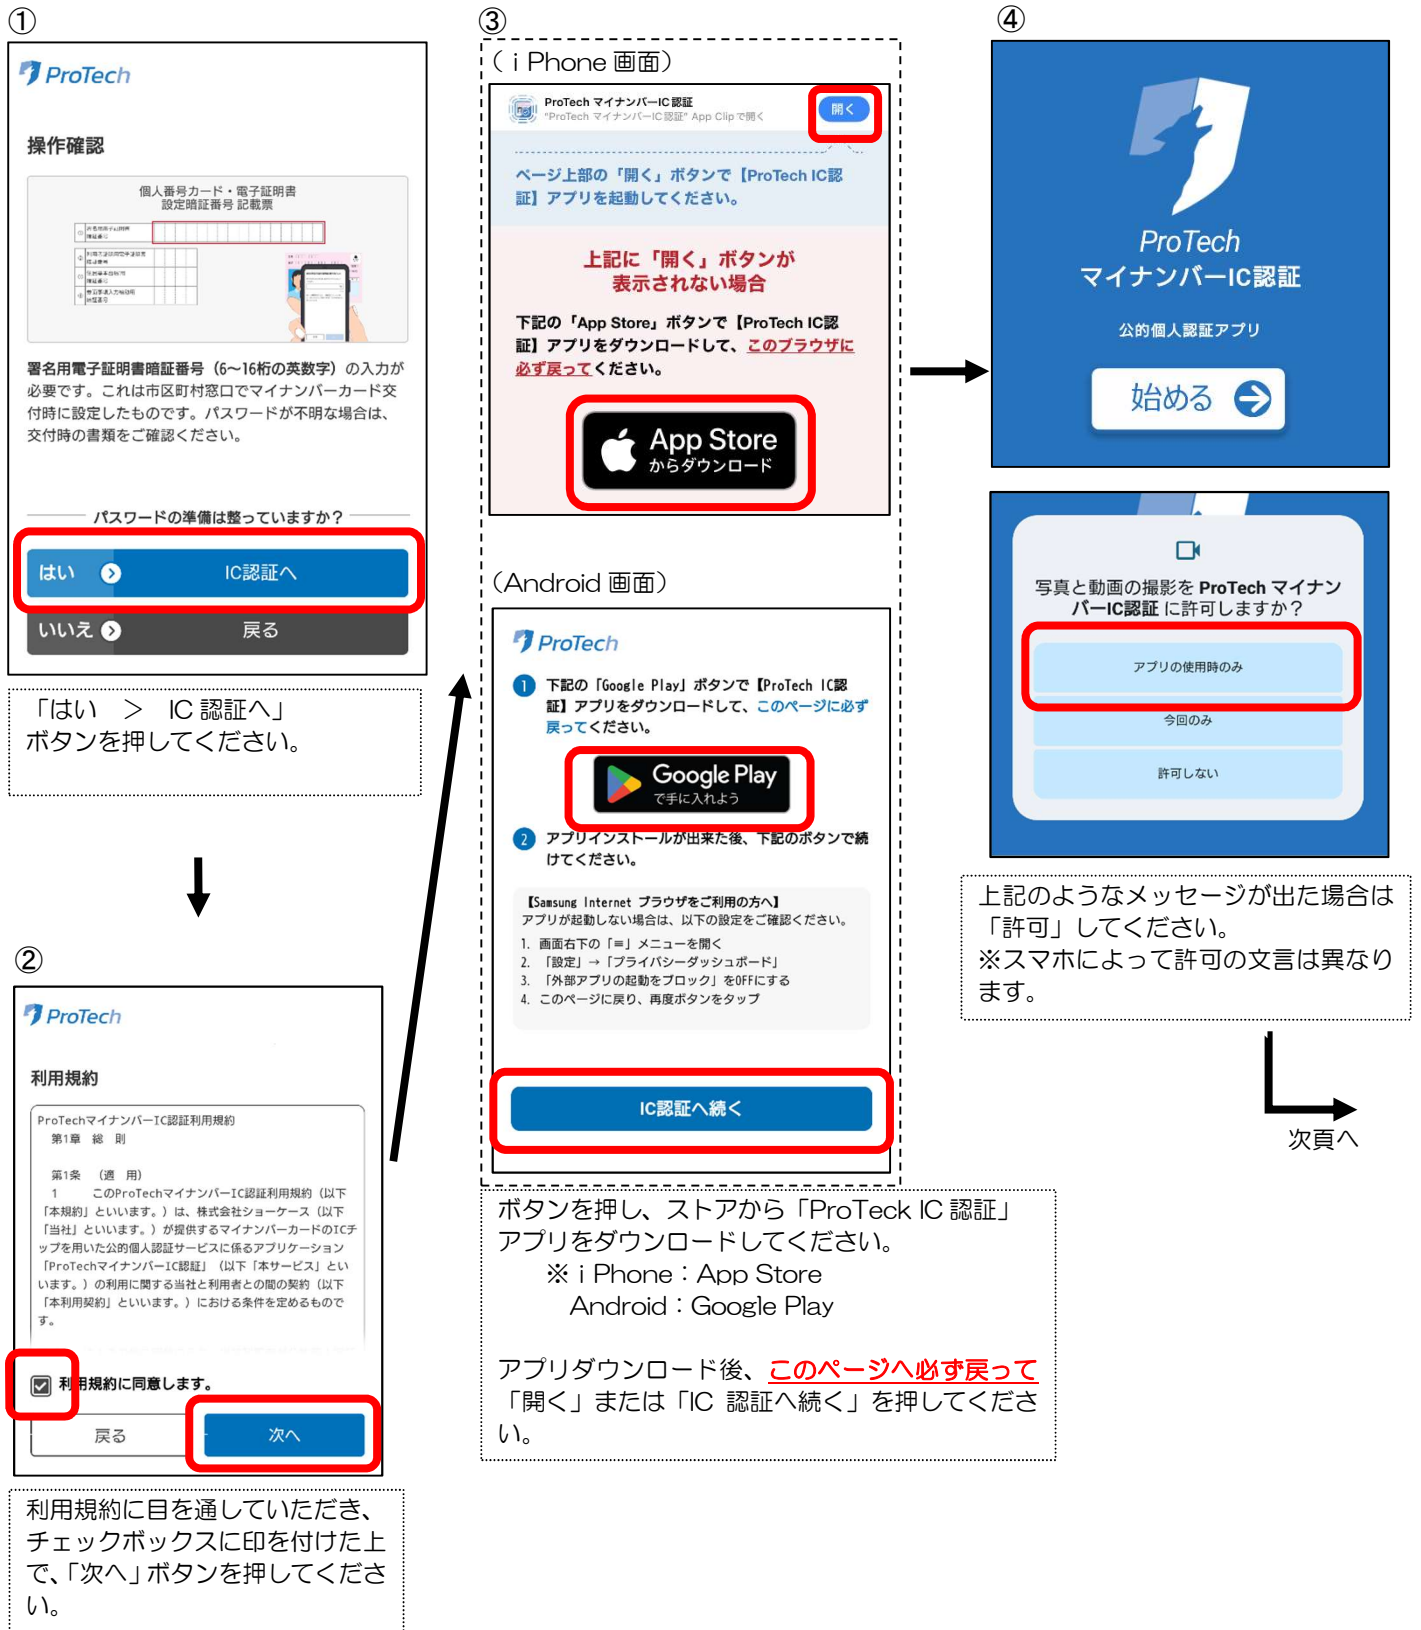 ①
ProTech
操作確認
個人番号カード・電子証明書
設定暗証番号 記載票
署名用電子証明書暗証番号（6〜16桁の英数字）の入力が
必要です。これは市区町村窓口でマイナンバーカード交
付時に設定したものです。パスワードが不明な場合は、
交付時の書類をご確認ください。
パスワードの準備は整っていますか？
はい IC認証へ
いいえ 戻る
「はい　＞　IC 認証へ」
ボタンを押してください。
②
ProTech
利用規約
ProTechマイナンバーIC認証利用規約
第1章　総　則
第1条　（適　用）
1　このProTechマイナンバーIC認証利用規約（以下
「本規約」といいます。）は、株式会社ショーケース（以下
「当社」といいます。）が提供するマイナンバーカードのICチ
ップを用いた公的個人認証サービスに係るアプリケーション
「ProTechマイナンバーIC認証」（以下「本サービス」とい
います。）の利用に関する当社と利用者との間の契約（以下
「本利用契約」といいます。）における条件を定めるもので
す。
利用規約に同意します。
戻る 次へ
利用規約に目を通していただき、
チェックボックスに印を付けた上
で、「次へ」ボタンを押してくださ
い。
③
（ｉPhone 画面）
ProTech マイナンバーIC認証
"ProTech マイナンバーIC認証" App Clip で開く
開く
ページ上部の「開く」ボタンで【ProTech IC認
証】アプリを起動してください。
上記に「開く」ボタンが
表示されない場合
下記の「App Store」ボタンで【ProTech IC認
証】アプリをダウンロードして、このブラウザに
必ず戻ってください。
App Store
からダウンロード
（Android 画面）
ProTech
1 下記の「Google Play」ボタンで【ProTech IC認
証】アプリをダウンロードして、このページに必ず
戻ってください。
Google Play
で手に入れよう
2 アプリインストールが出来た後、下記のボタンで続
けてください。
【Samsung Internet ブラウザをご利用の方へ】
アプリが起動しない場合は、以下の設定をご確認ください。
1. 画面右下の「≡」メニューを開く
2. 「設定」→「プライバシーダッシュボード」
3. 「外部アプリの起動をブロック」をOFFにする
4. このページに戻り、再度ボタンをタップ
IC認証へ続く
ボタンを押し、ストアから「ProTeck IC 認証」
アプリをダウンロードしてください。
※ｉPhone：App Store
Android：Google Play
アプリダウンロード後、このページへ必ず戻って
「開く」または「IC 認証へ続く」を押してくださ
い。
④
ProTech
マイナンバーIC認証
公的個人認証アプリ
始める
写真と動画の撮影を ProTech マイナン
バーIC認証 に許可しますか？
アプリの使用時のみ
今回のみ
許可しない
上記のようなメッセージが出た場合は
「許可」してください。
※スマホによって許可の文言は異なり
ます。
次頁へ